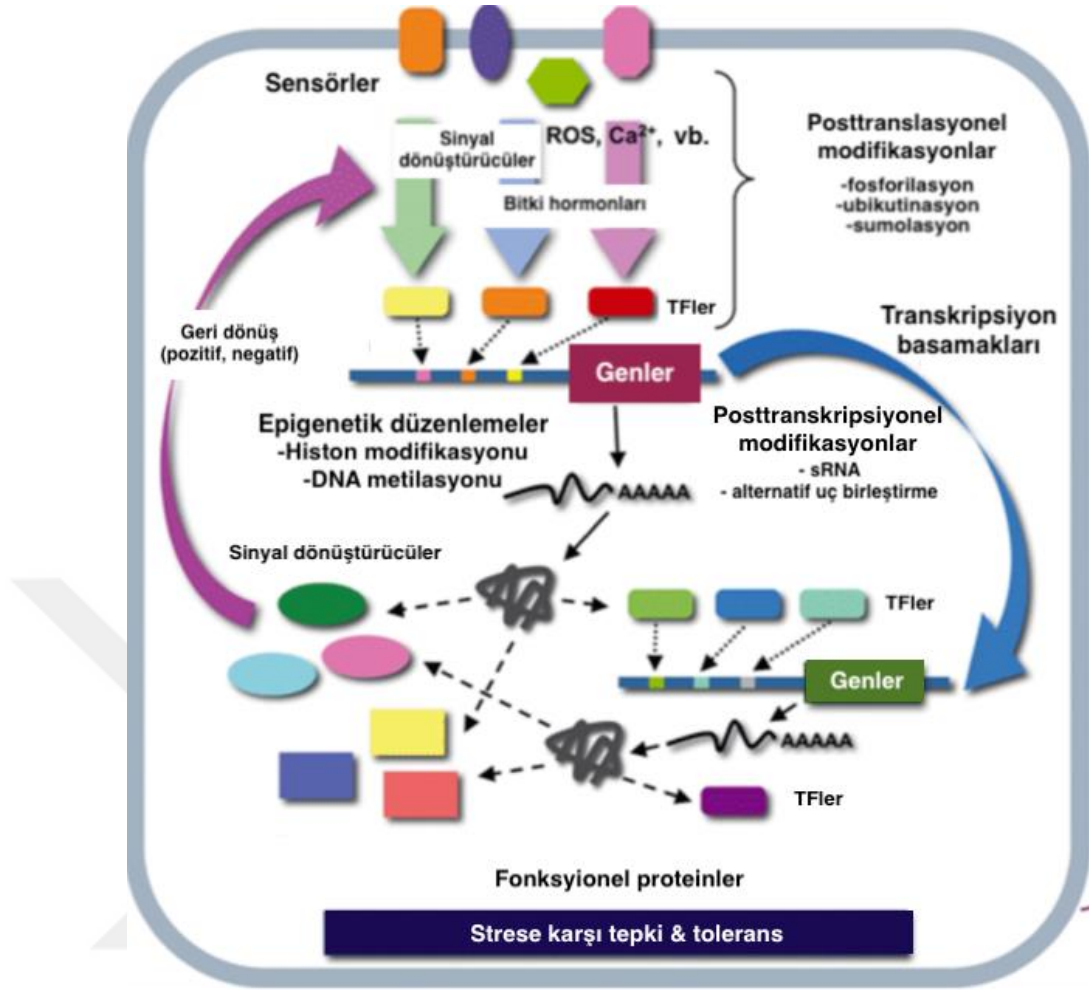 Sensörler
Sinyal
dönüştürücüler
ROS, Ca²⁺, vb.
Bitki hormonları
Posttranslasyonel
modifikasyonlar
-fosforilasyon
-ubikutinasyon
-sumolasyon
TFler
Geri dönüş
(pozitif, negatif)
Transkripsiyon
basamakları
Genler
Epigenetik düzenlemeler
-Histon modifikasyonu
-DNA metilasyonu
Posttranskripsiyonel
modifikasyonlar
- sRNA
- alternatif uç birleştirme
AAAAA
Sinyal dönüştürücüler
TFler
Genler
AAAAA
TFler
Fonksyionel proteinler
Strese karşı tepki & tolerans